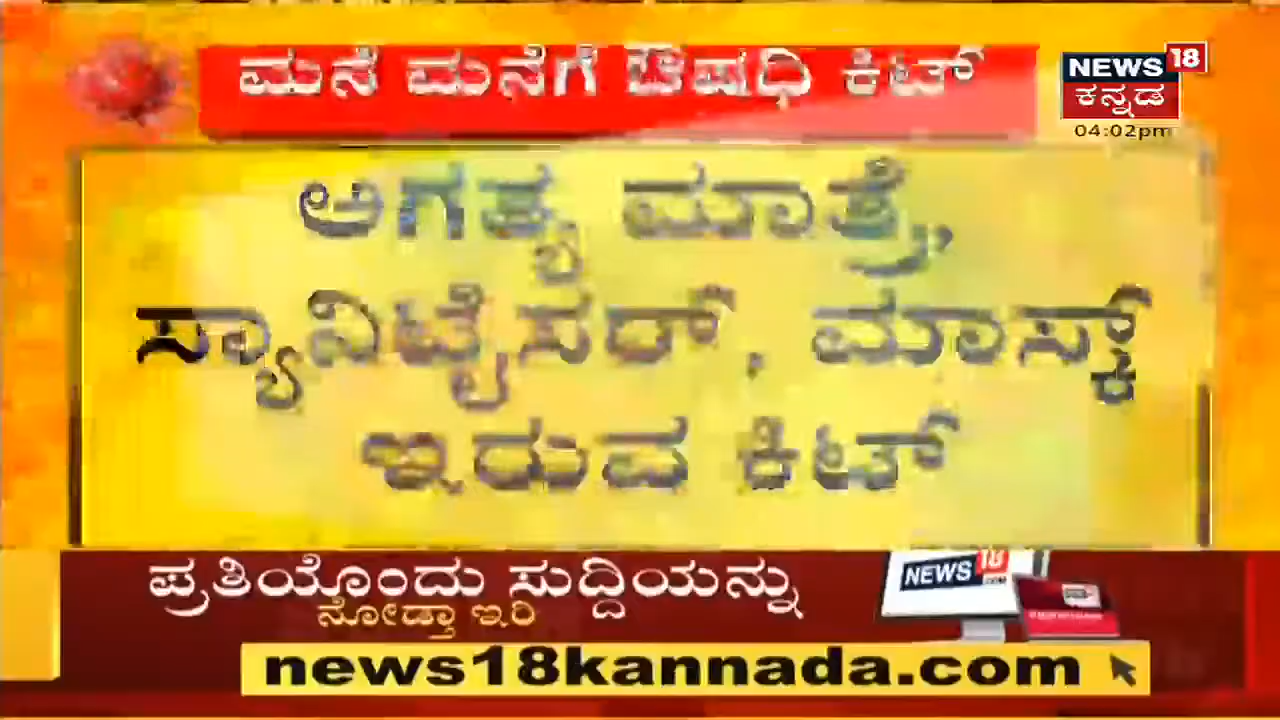 ಮನೆ ಮನೆಗೆ ಔಷಧಿ ಕಿಟ್
NEWS 18
ಕನ್ನಡ
04:02pm
ಅಗತ್ಯ ಮಾತ್ರೆ,
ಸ್ಯಾನಿಟೈಸರ್, ಮಾಸ್ಕ್
ಇರುವ ಕಿಟ್
ಪ್ರತಿಯೊಂದು ಸುದ್ದಿಯನ್ನು
ನೋಡ್ತಾ ಇರಿ
NEWS 18
.COM
news18kannada.com